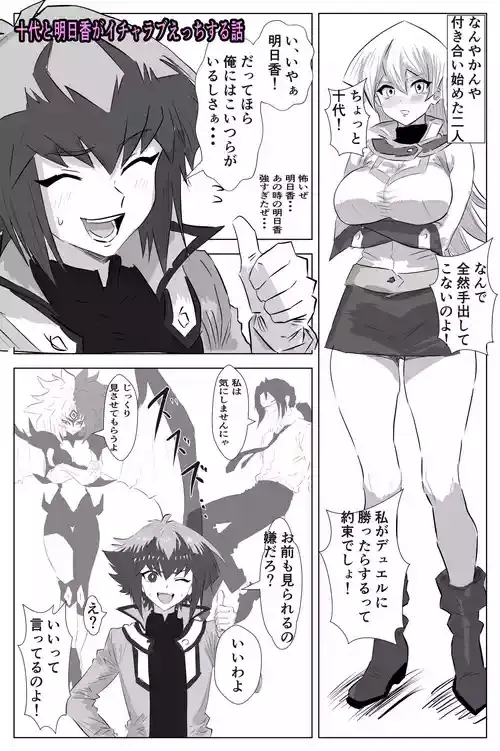 十代と明日香がイチャラブえっちする話
なんやかんや
付き合い始めた二人
ちょっと
十代！
なんで
全然手出して
こないのよ！
私がデュエルに
勝ったらするって
約束でしょ！
い、いやぁ
明日香！
だってほら
俺にはこいつらが
いるしさぁ・・・
怖いぜ
明日香・・
あの時の明日香
強すぎたぜ・・・
私は
気にしませんにゃ
じっくり
見させてもらうよ
ズズズズ
お前も見られるの
嫌だろ？
いいわよ
え？
いいって
言ってるのよ！